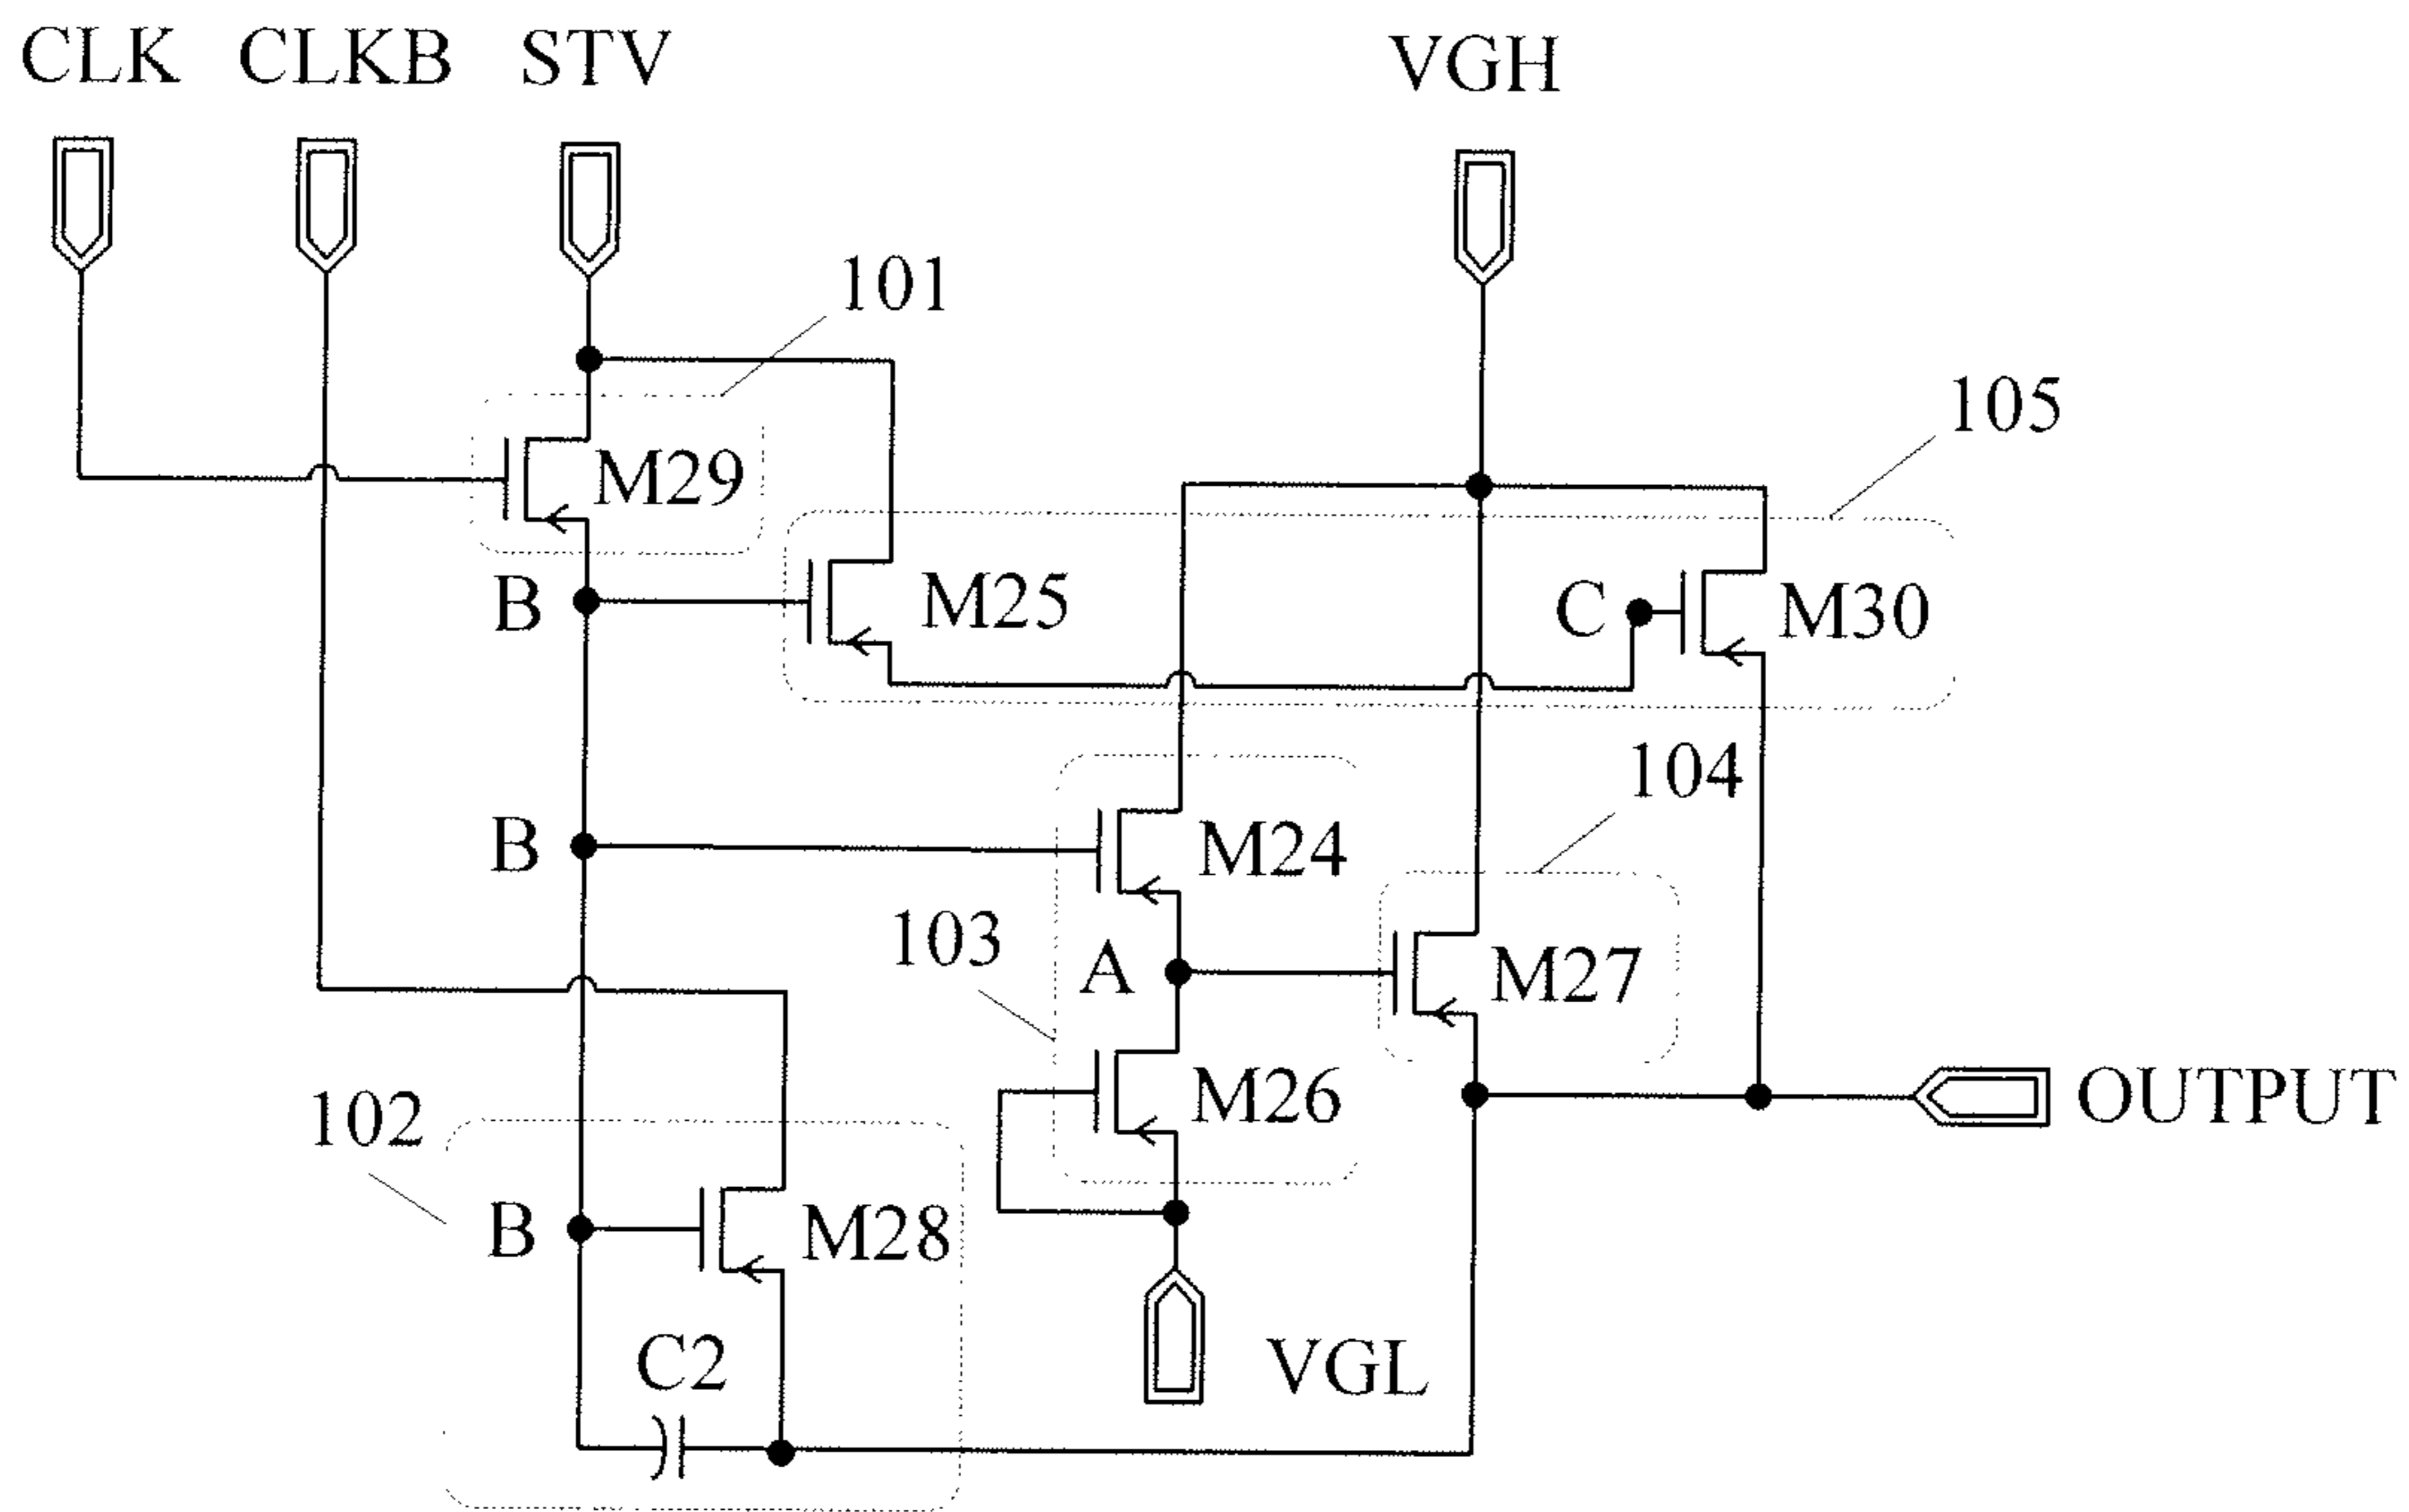 CLK CLKB STV VGH
101
105
M29
B M25 C M30
104
B M24
103
A M27
M26 OUTPUT
102
B M28
C2 VGL